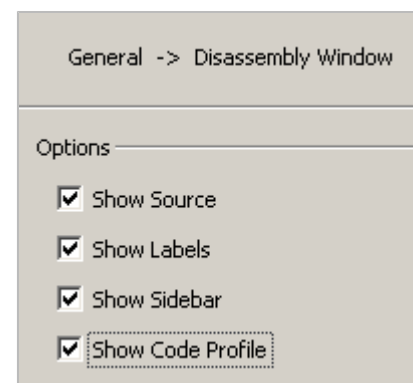 General -> Disassembly Window
Options
Show Source
Show Labels
Show Sidebar
Show Code Profile